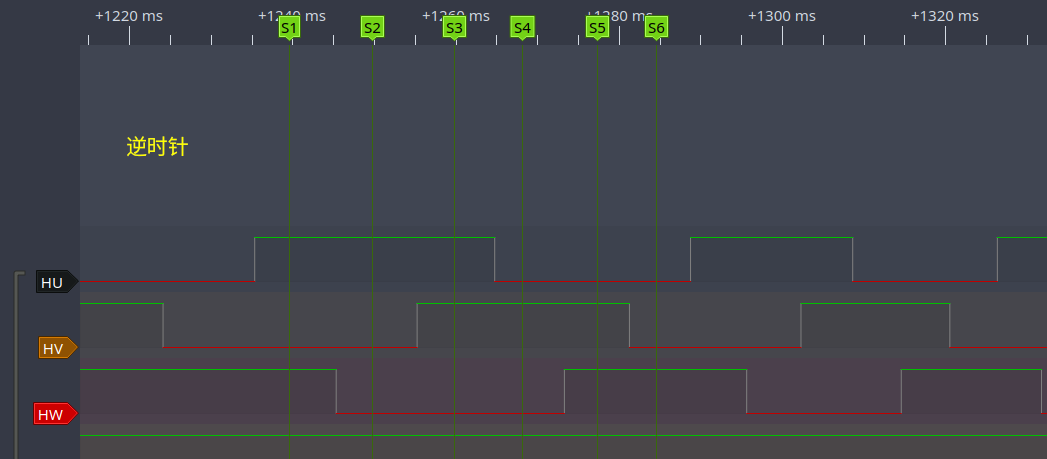 +1220 ms +1240 ms +1260 ms +1280 ms +1300 ms +1320 ms
S1 S2 S3 S4 S5 S6
逆时针
HU
HV
HW